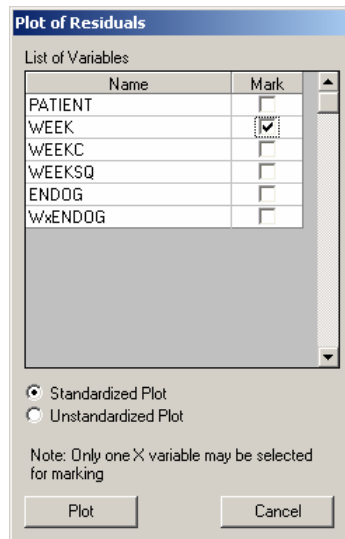 Plot of Residuals
List of Variables
Name Mark
PATIENT
WEEK
WEEKC
WEEKSQ
ENDOG
WxENDOG
Standardized Plot
Unstandardized Plot
Note: Only one X variable may be selected
for marking
Plot Cancel